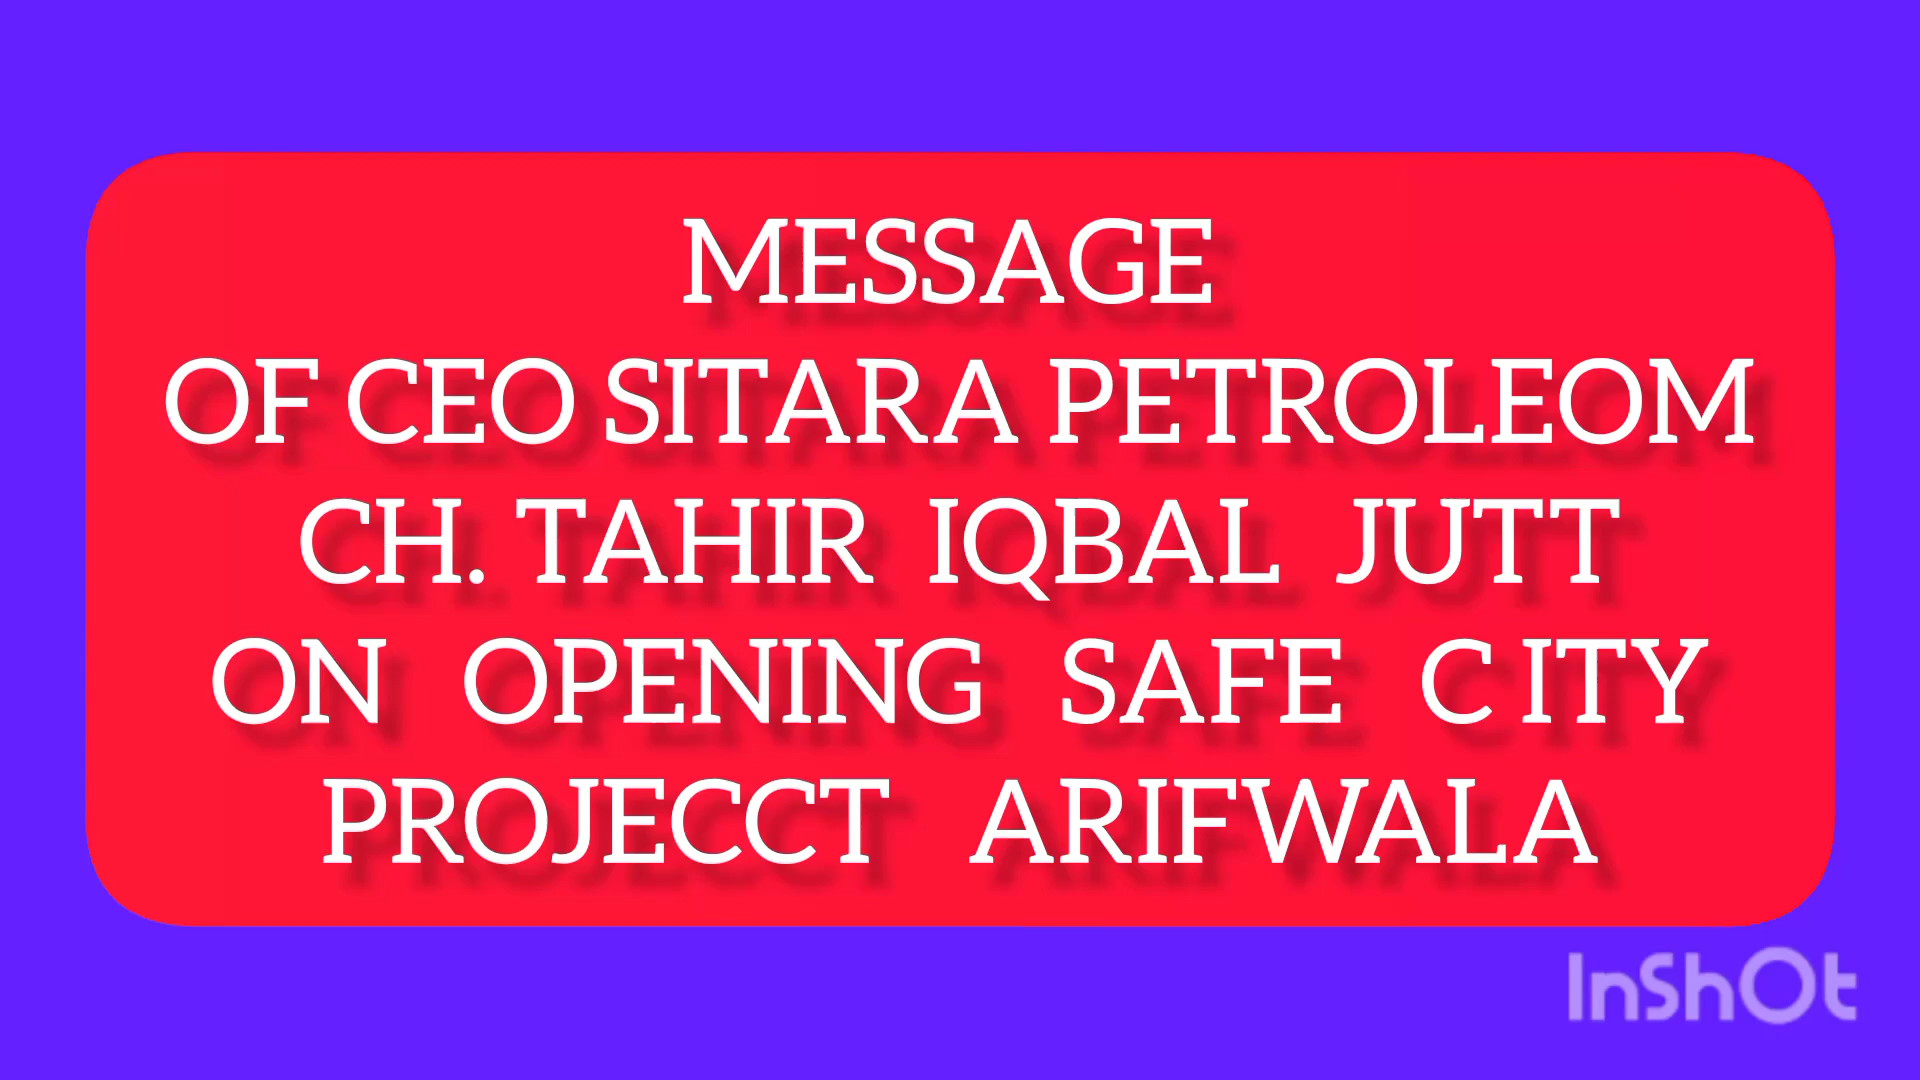 MESSAGE
OF CEO SITARA PETROLEOM
CH. TAHIR IQBAL JUTT
ON OPENING SAFE C ITY
PROJECCT ARIFWALA
InShOt